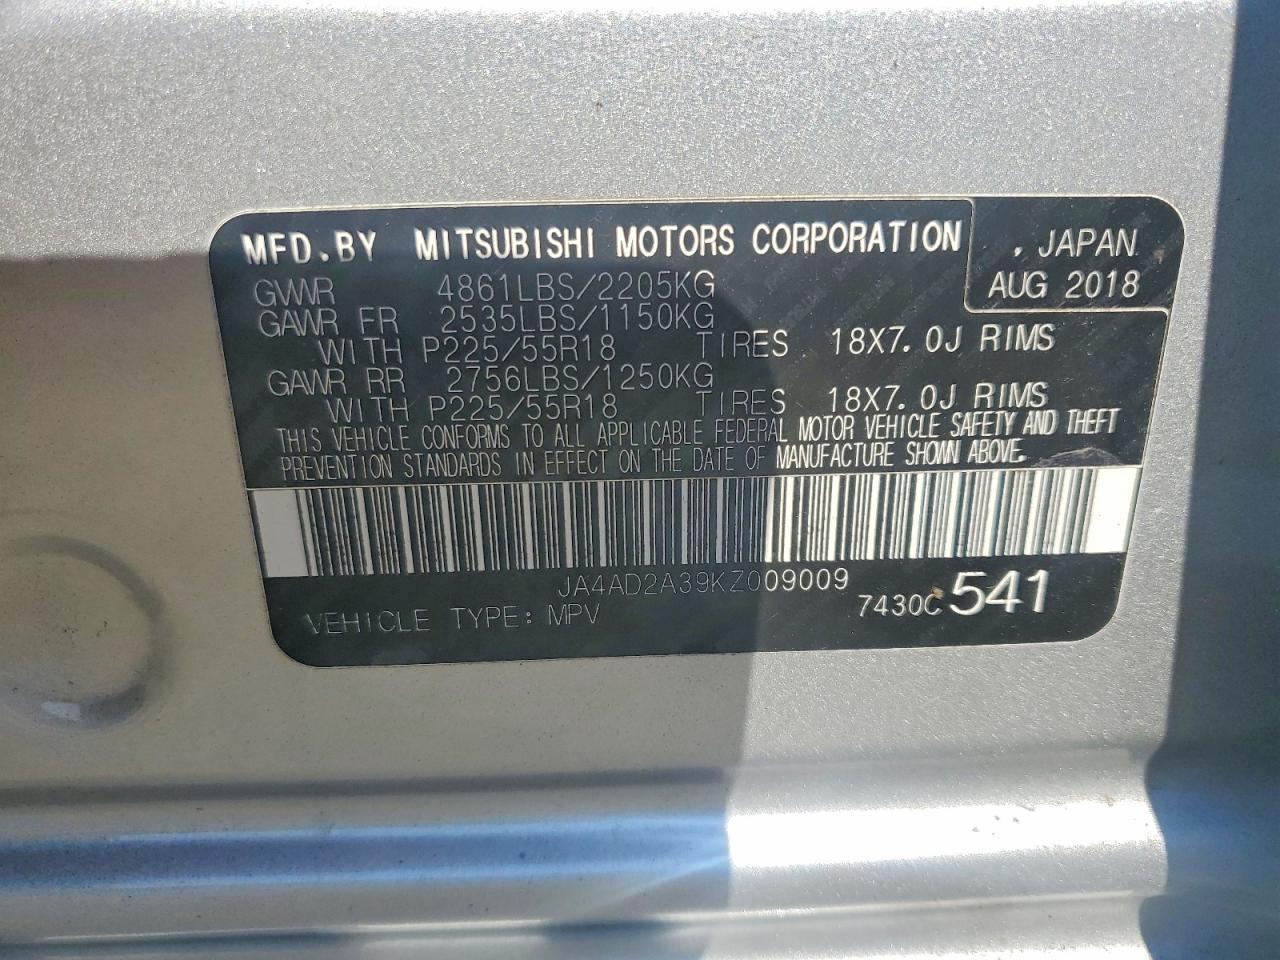 MFD.BY MITSUBISHI MOTORS CORPORATION , JAPAN
GVWR 4861LBS/2205KG AUG 2018
GAWR FR 2535LBS/1150KG
WITH P225/55R18 TIRES 18X7.0J RIMS
GAWR RR 2756LBS/1250KG
WITH P225/55R18 TIRES 18X7.0J RIMS
THIS VEHICLE CONFORMS TO ALL APPLICABLE FEDERAL MOTOR VEHICLE SAFETY AND THEFT
PREVENTION STANDARDS IN EFFECT ON THE DATE OF MANUFACTURE SHOWN ABOVE.
JA4AD2A39KZ009009
VEHICLE TYPE: MPV 7430C 541